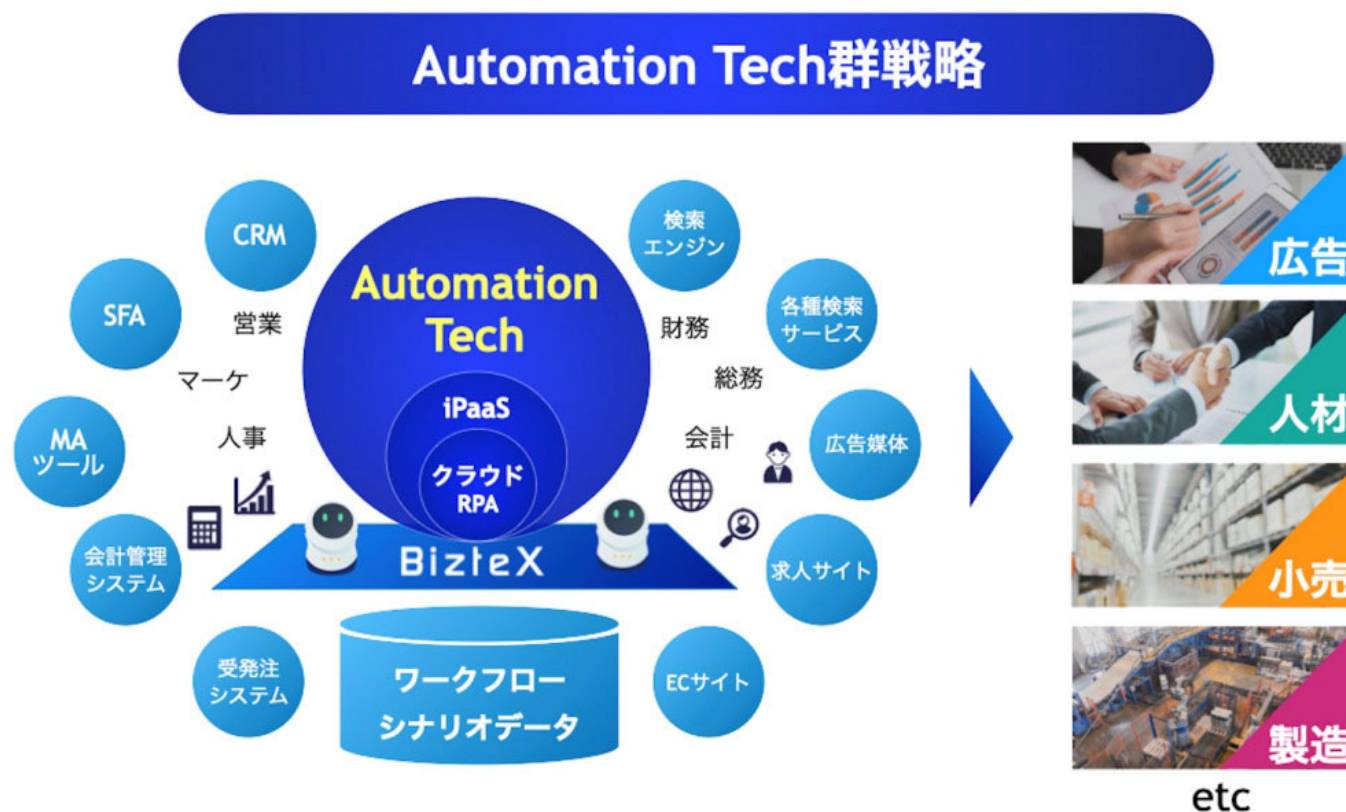 Automation Tech群戦略
CRM
SFA
MA
ツール
会計管理
システム
受発注
システム
営業
マーケ
人事
Automation
Tech
iPaaS
クラウド
RPA
BizteX
ワークフロー
シナリオデータ
財務
総務
会計
検索
エンジン
各種検索
サービス
広告媒体
求人サイト
ECサイト
広告
人材
小売
製造
etc